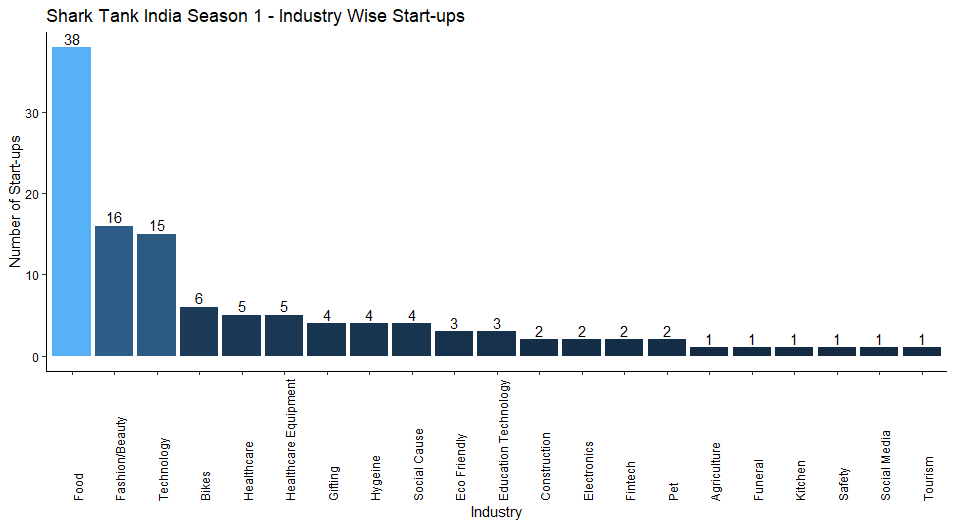 Shark Tank India Season 1 - Industry Wise Start-ups
Number of Start-ups
30
20
10
0
38
16
15
6
5
5
4
4
4
3
3
2
2
2
2
1
1
1
1
1
1
Food
Fashion/Beauty
Technology
Bikes
Healthcare
Healthcare Equipment
Gifting
Hygeine
Social Cause
Eco Friendly
Education Technology
Construction
Electronics
Fintech
Pet
Agriculture
Funeral
Kitchen
Safety
Social Media
Tourism
Industry